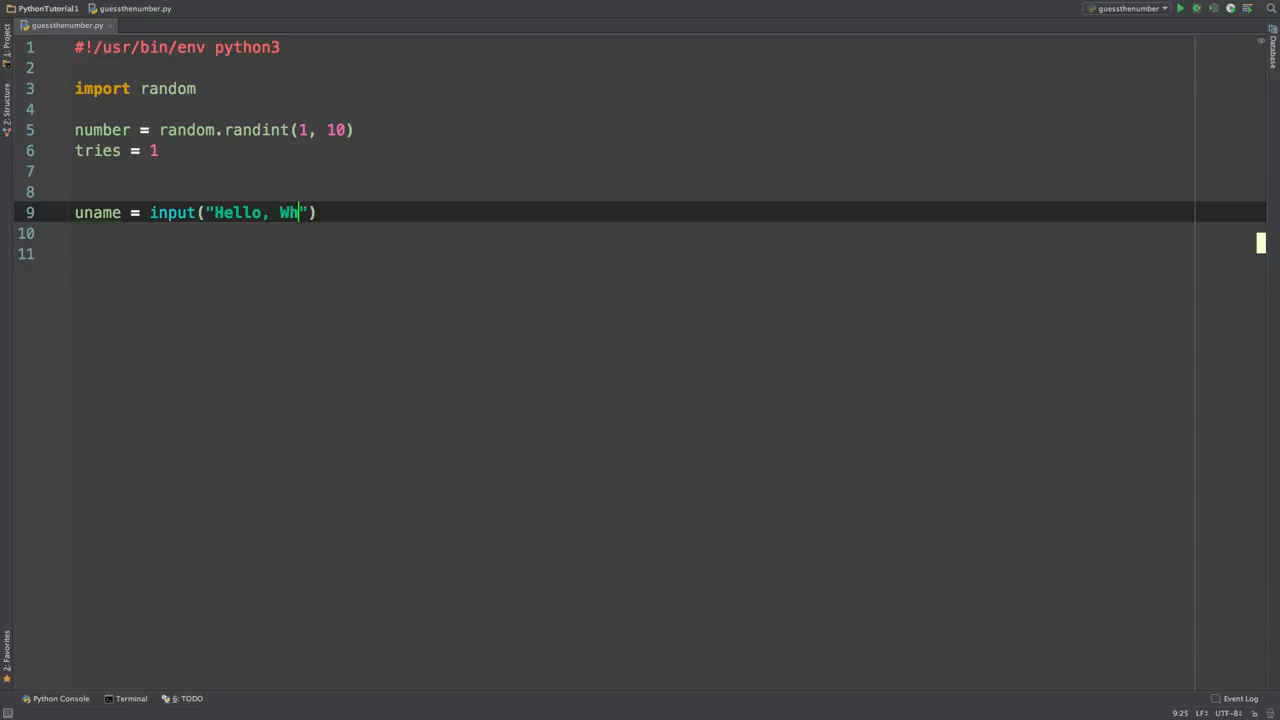 PythonTutorial1 guessthenumber.py guessthenumber
guessthenumber.py
1: Project
Z: Structure
2: Favorites
Database
1 #!/usr/bin/env python3
2
3 import random
4
5 number = random.randint(1, 10)
6 tries = 1
7
8
9 uname = input("Hello, Wh")
10
11
Python Console Terminal 6: TODO Event Log
9:25 LF UTF-8